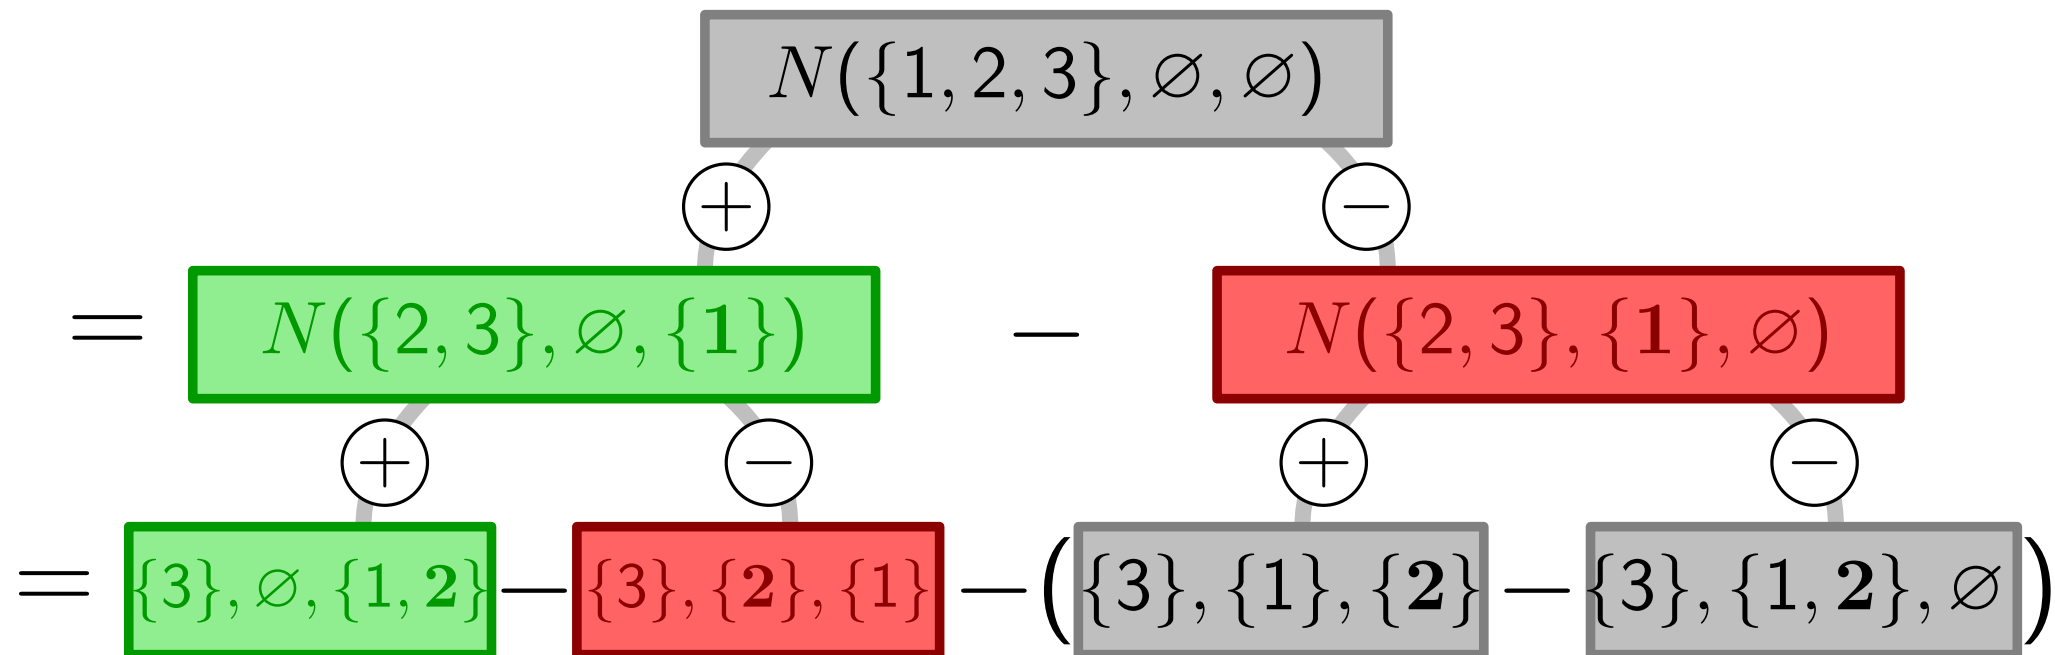 N({1, 2, 3}, ∅, ∅)
+ −
= N({2, 3}, ∅, {1}) − N({2, 3}, {1}, ∅)
+ − + −
= {3}, ∅, {1, 2} − {3}, {2}, {1} − ( {3}, {1}, {2} − {3}, {1, 2}, ∅ )